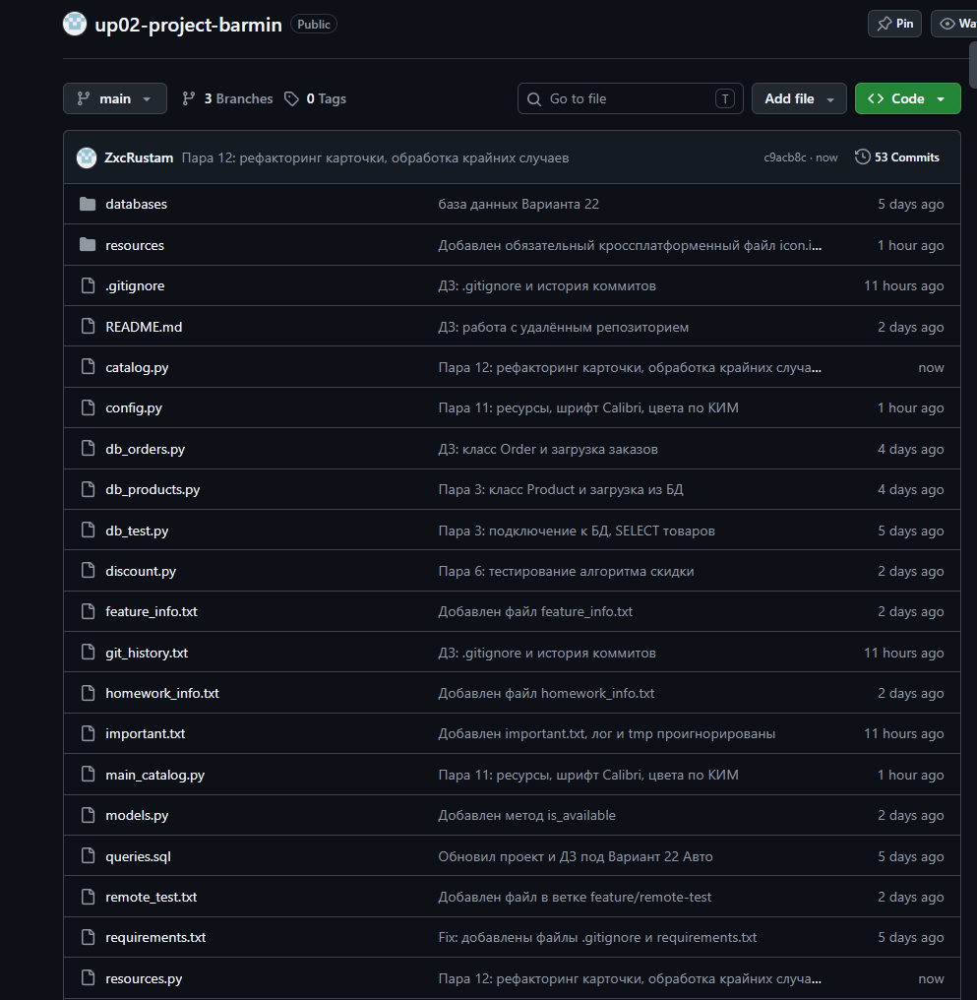 up02-project-barmin Public Pin Wa
main 3 Branches 0 Tags Go to file T Add file Code
ZxcRustam Пара 12: рефакторинг карточки, обработка крайних случаев c9acb8c · now 53 Commits
databases база данных Варианта 22 5 days ago
resources Добавлен обязательный кроссплатформенный файл icon.i... 1 hour ago
.gitignore ДЗ: .gitignore и история коммитов 11 hours ago
README.md ДЗ: работа с удалённым репозиторием 2 days ago
catalog.py Пара 12: рефакторинг карточки, обработка крайних случа... now
config.py Пара 11: ресурсы, шрифт Calibri, цвета по КИМ 1 hour ago
db_orders.py ДЗ: класс Order и загрузка заказов 4 days ago
db_products.py Пара 3: класс Product и загрузка из БД 4 days ago
db_test.py Пара 3: подключение к БД, SELECT товаров 5 days ago
discount.py Пара 6: тестирование алгоритма скидки 2 days ago
feature_info.txt Добавлен файл feature_info.txt 2 days ago
git_history.txt ДЗ: .gitignore и история коммитов 11 hours ago
homework_info.txt Добавлен файл homework_info.txt 2 days ago
important.txt Добавлен important.txt, лог и tmp проигнорированы 11 hours ago
main_catalog.py Пара 11: ресурсы, шрифт Calibri, цвета по КИМ 1 hour ago
models.py Добавлен метод is_available 2 days ago
queries.sql Обновил проект и ДЗ под Вариант 22 Авто 5 days ago
remote_test.txt Добавлен файл в ветке feature/remote-test 2 days ago
requirements.txt Fix: добавлены файлы .gitignore и requirements.txt 5 days ago
resources.py Пара 12: рефакторинг карточки, обработка крайних случа... now